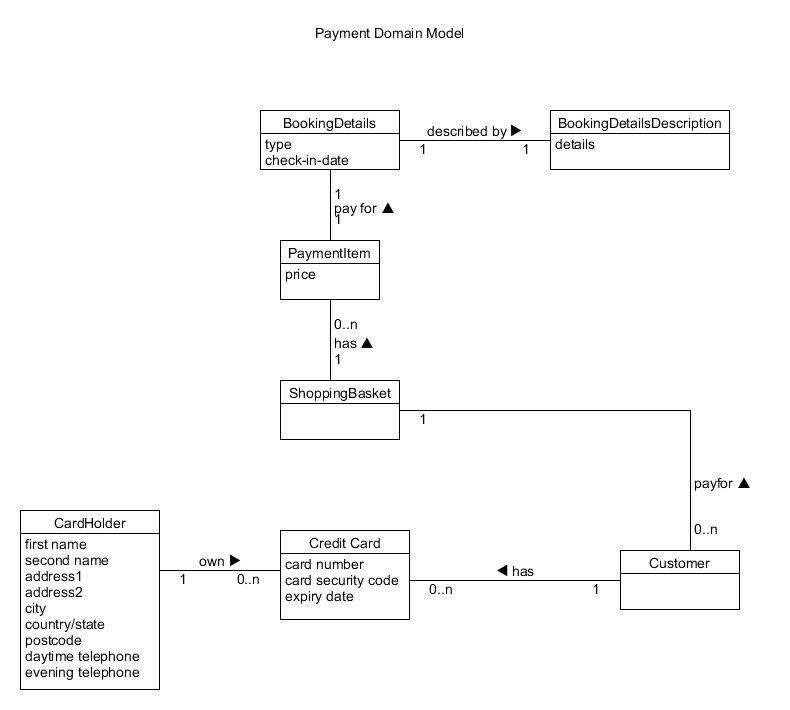 Payment Domain Model
BookingDetails
type
check-in-date
described by ▶
1
1
BookingDetailsDescription
details
1
pay for ▲
1
PaymentItem
price
0..n
has ▲
1
ShoppingBasket
1
payfor ▲
0..n
CardHolder
first name
second name
address1
address2
city
country/state
postcode
daytime telephone
evening telephone
own ▶
1
0..n
Credit Card
card number
card security code
expiry date
◀ has
0..n
1
Customer